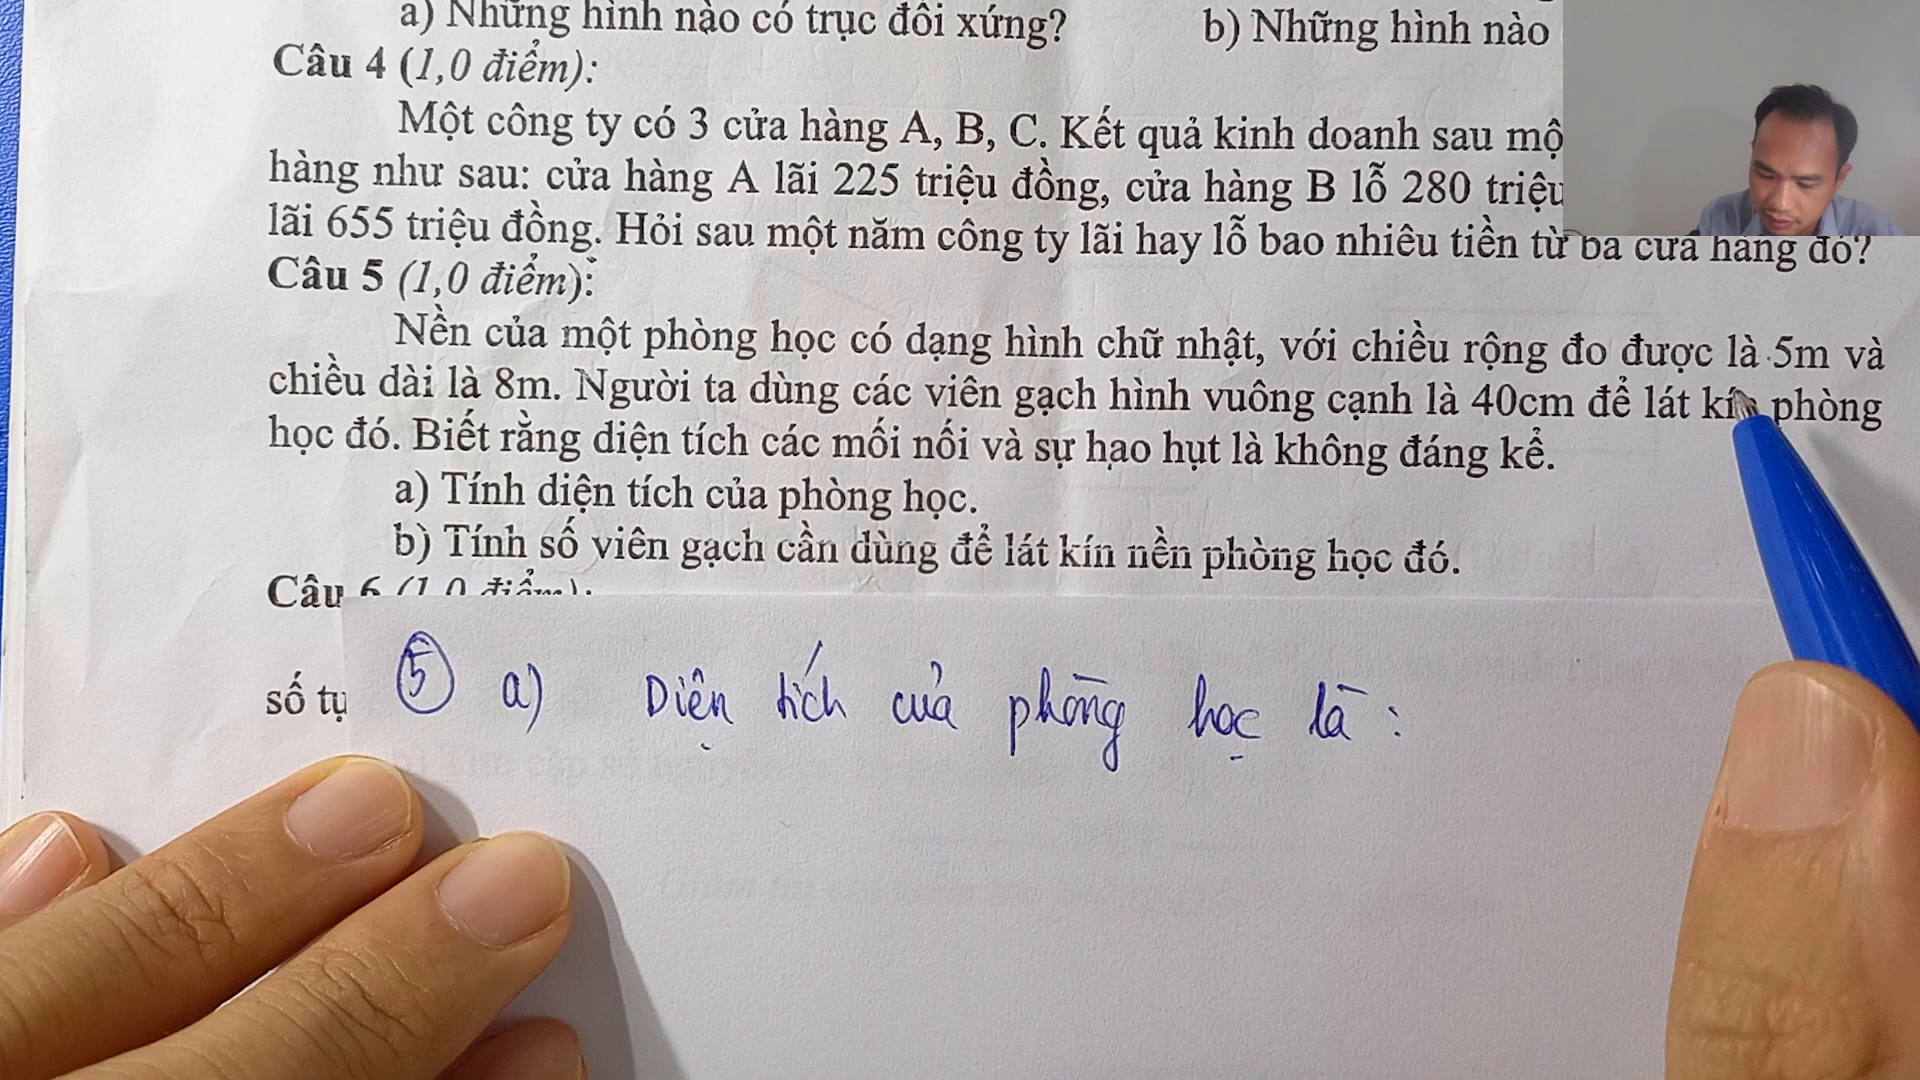 a) Những hình nào có trục đối xứng? b) Những hình nào
Câu 4 (1,0 điểm):
Một công ty có 3 cửa hàng A, B, C. Kết quả kinh doanh sau
hàng như sau: cửa hàng A lãi 225 triệu đồng, cửa hàng B lỗ 280 triệu
lãi 655 triệu đồng. Hỏi sau một năm công ty lãi hay lỗ bao nhiêu tiền từ ba cửa hàng đó?
Câu 5 (1,0 điểm):
Nền của một phòng học có dạng hình chữ nhật, với chiều rộng đo được là 5m và
chiều dài là 8m. Người ta dùng các viên gạch hình vuông cạnh là 40cm để lát kín phòng
học đó. Biết rằng diện tích các mối nối và sự hao hụt là không đáng kể.
a) Tính diện tích của phòng học.
b) Tính số viên gạch cần dùng để lát kín nền phòng học đó.
Câu 6 (1,0 điểm):
số tự
5 a) Diện tích của phòng học là: